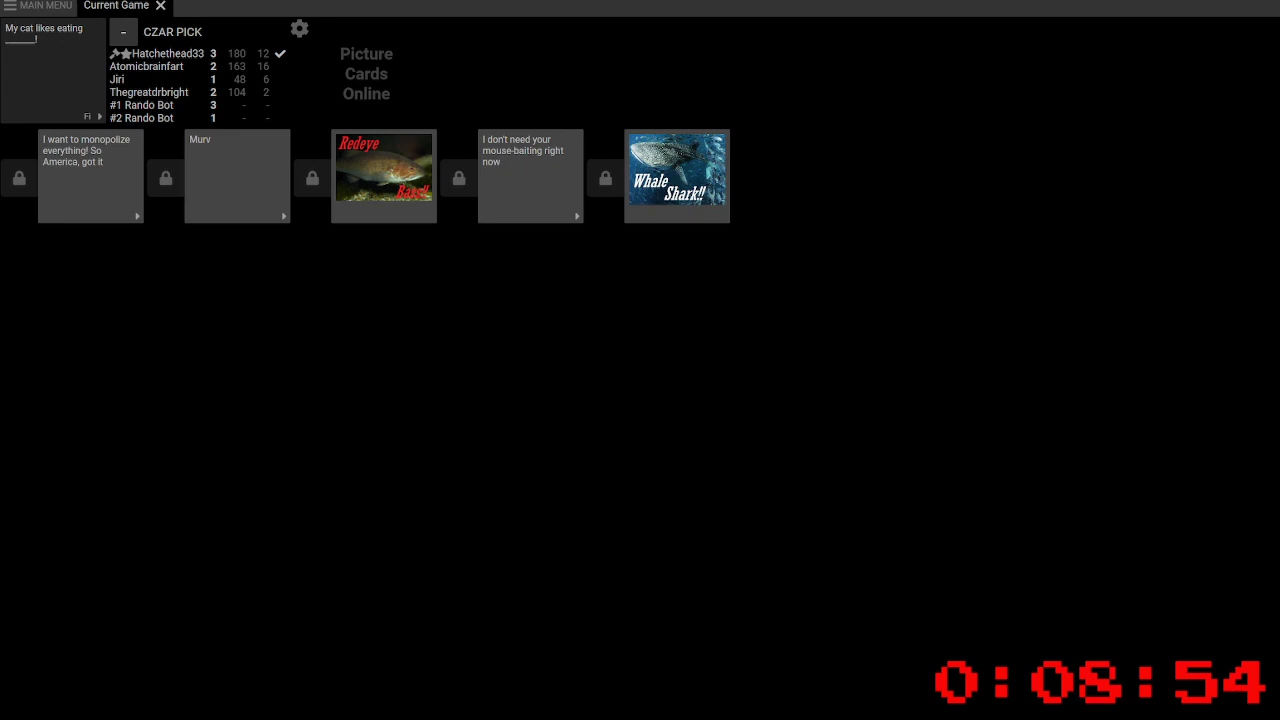 MAIN MENU
Current Game
My cat likes eating
______!
Fi
-
CZAR PICK
Hatchethead33 3 180 12
Atomicbrainfart 2 163 16
Jiri 1 48 6
Thegreatdrbright 2 104 2
#1 Rando Bot 3 - -
#2 Rando Bot 1 - -
Picture
Cards
Online
I want to monopolize
everything! So
America, got it
Murv
Redeye
Bass!!
I don't need your
mouse-baiting right
now
Whale
Shark!!
0:08:54